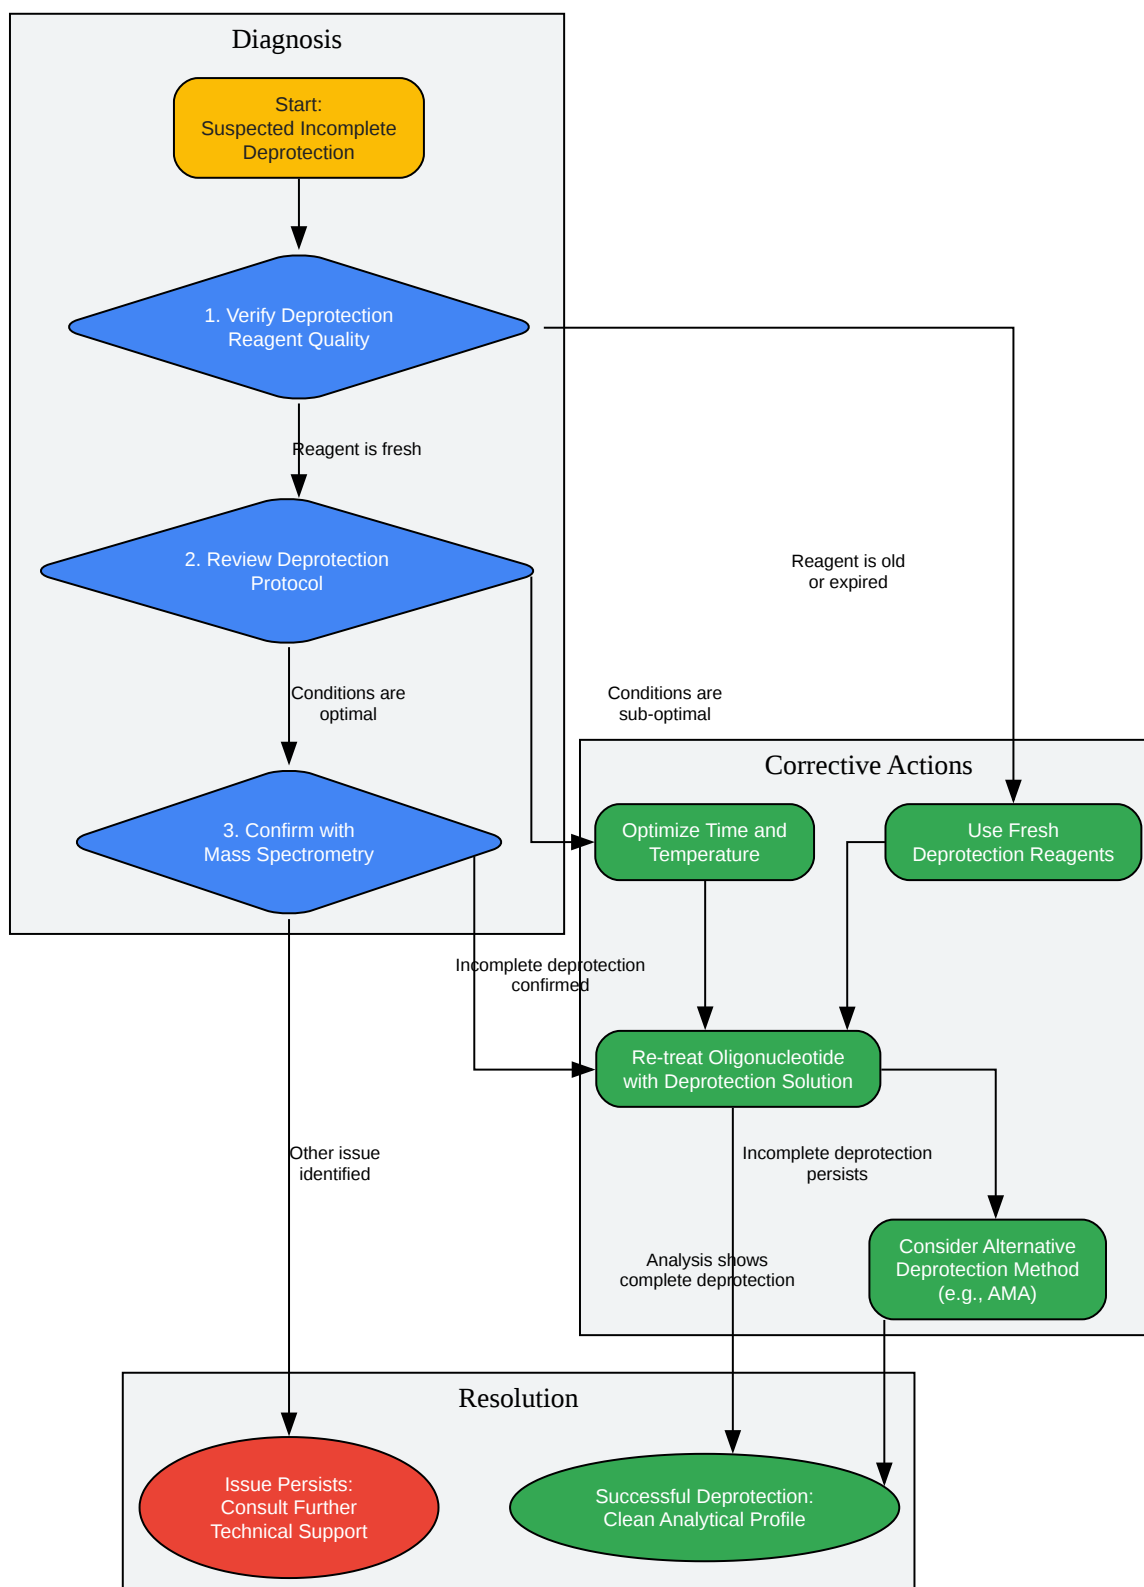 Diagnosis
Start:
Suspected Incomplete
Deprotection
1. Verify Deprotection
Reagent Quality
Reagent is fresh
2. Review Deprotection
Protocol
Reagent is old
or expired
Conditions are
optimal
Conditions are
sub-optimal
Corrective Actions
3. Confirm with
Mass Spectrometry
Optimize Time and
Temperature
Use Fresh
Deprotection Reagents
Incomplete deprotection
confirmed
Re-treat Oligonucleotide
with Deprotection Solution
Other issue
identified
Incomplete deprotection
persists
Analysis shows
complete deprotection
Consider Alternative
Deprotection Method
(e.g., AMA)
Resolution
Issue Persists:
Consult Further
Technical Support
Successful Deprotection:
Clean Analytical Profile